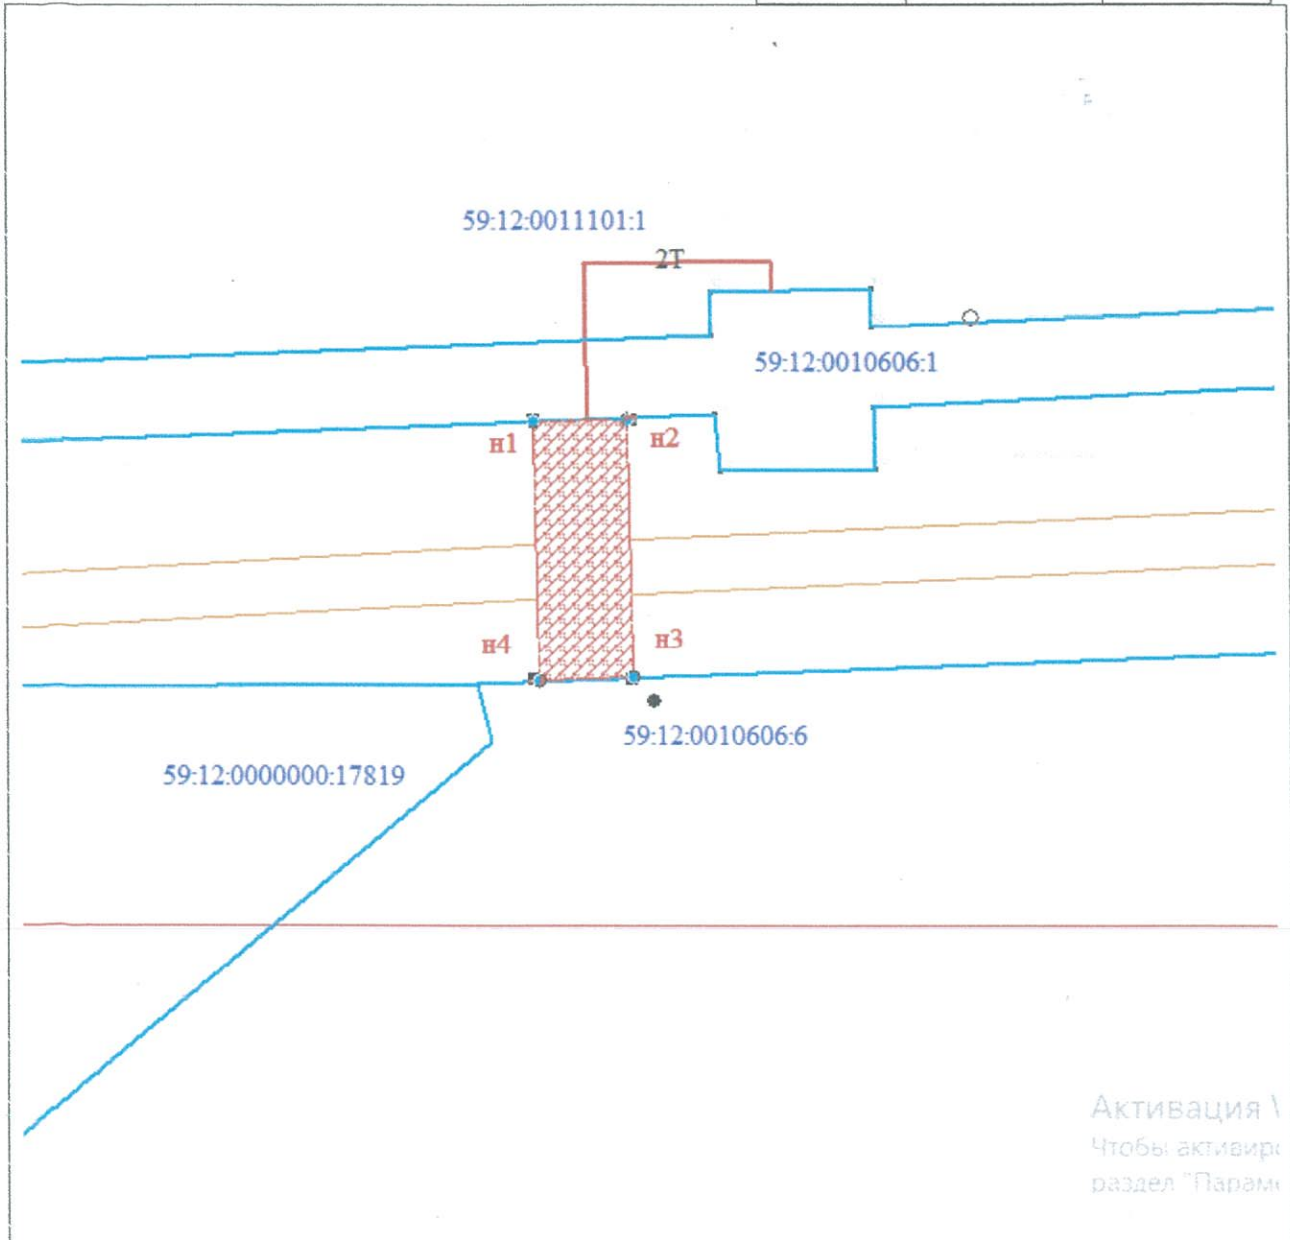 59:12:0011101:1
2Т
59:12:0010606:1
н1
н2
н4
н3
59:12:0010606:6
59:12:0000000:17819
Активация
Чтобы активиро
раздел "Параме